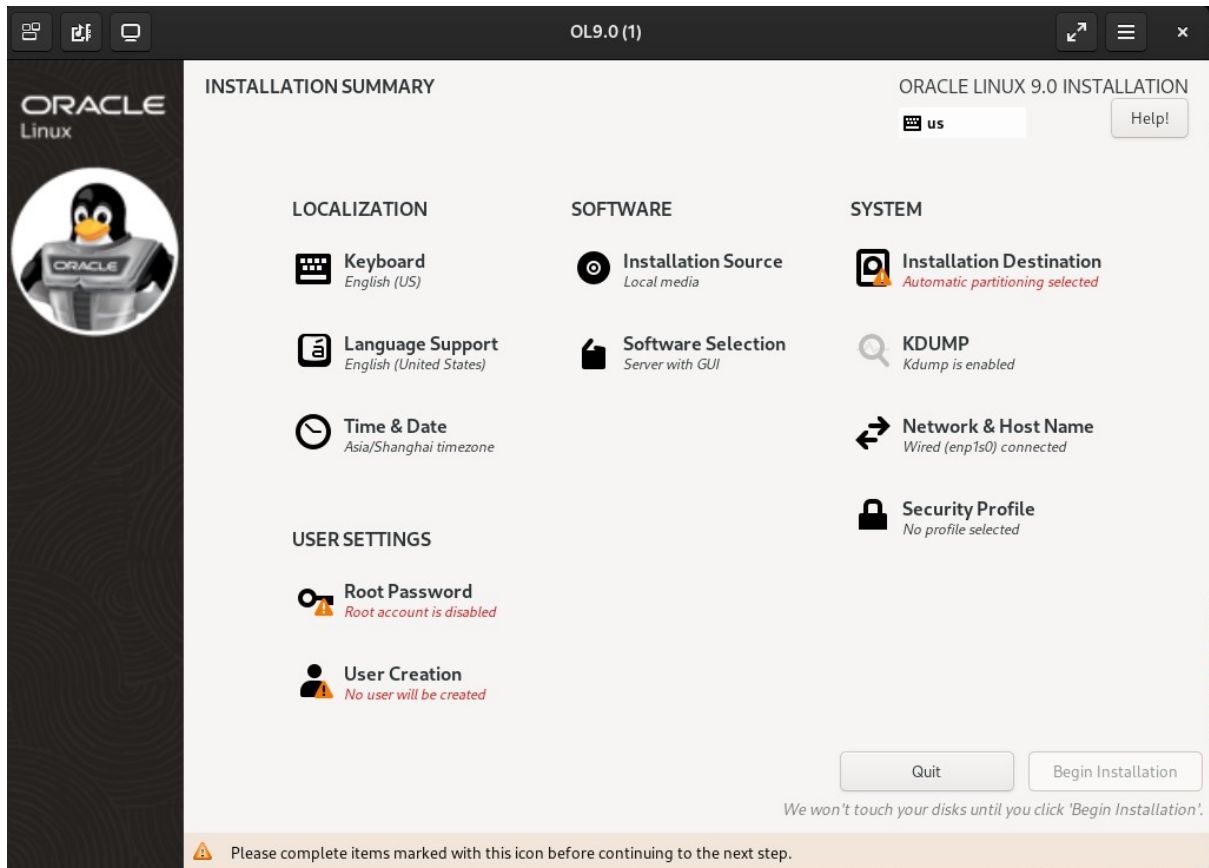 OL9.0 (1)
ORACLE
Linux
ORACLE
INSTALLATION SUMMARY
ORACLE LINUX 9.0 INSTALLATION
us
Help!
LOCALIZATION
Keyboard
English (US)
Language Support
English (United States)
Time & Date
Asia/Shanghai timezone
SOFTWARE
Installation Source
Local media
Software Selection
Server with GUI
SYSTEM
Installation Destination
Automatic partitioning selected
KDUMP
Kdump is enabled
Network & Host Name
Wired (enp1s0) connected
Security Profile
No profile selected
USER SETTINGS
Root Password
Root account is disabled
User Creation
No user will be created
Quit
Begin Installation
We won't touch your disks until you click 'Begin Installation'.
Please complete items marked with this icon before continuing to the next step.